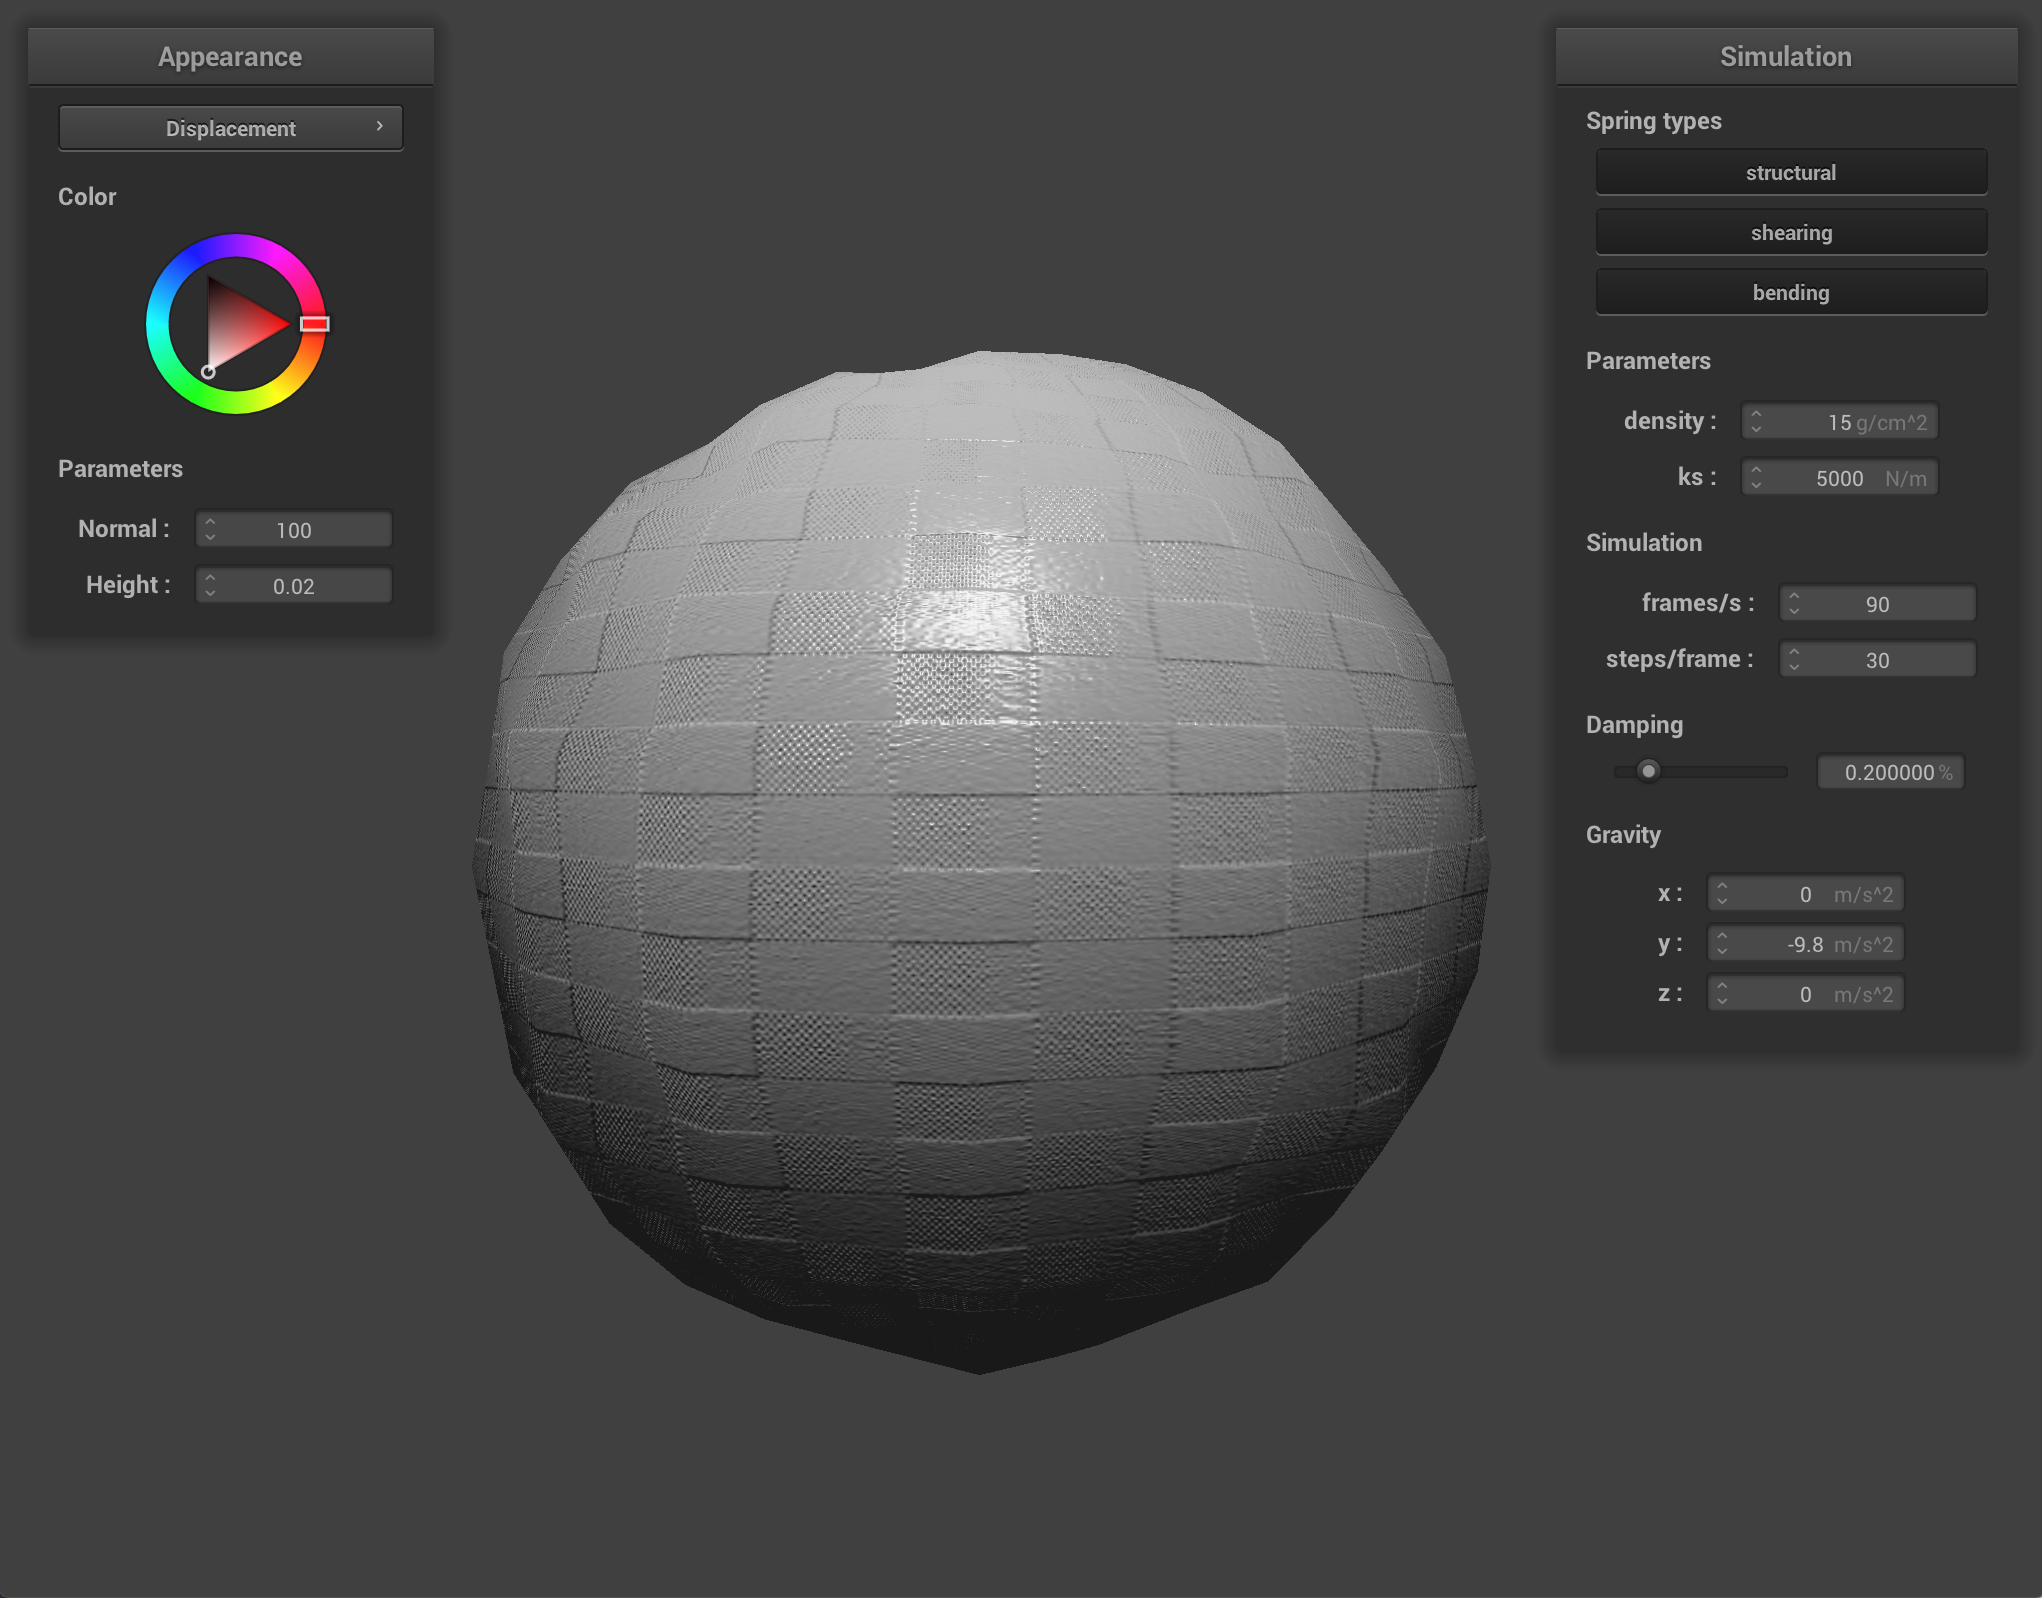 Appearance
Displacement
Color
Parameters
Normal : 100
Height : 0.02
Simulation
Spring types
structural
shearing
bending
Parameters
density : 15 g/cm^2
ks : 5000 N/m
Simulation
frames/s : 90
steps/frame : 30
Damping
0.200000 %
Gravity
x : 0 m/s^2
y : -9.8 m/s^2
z : 0 m/s^2